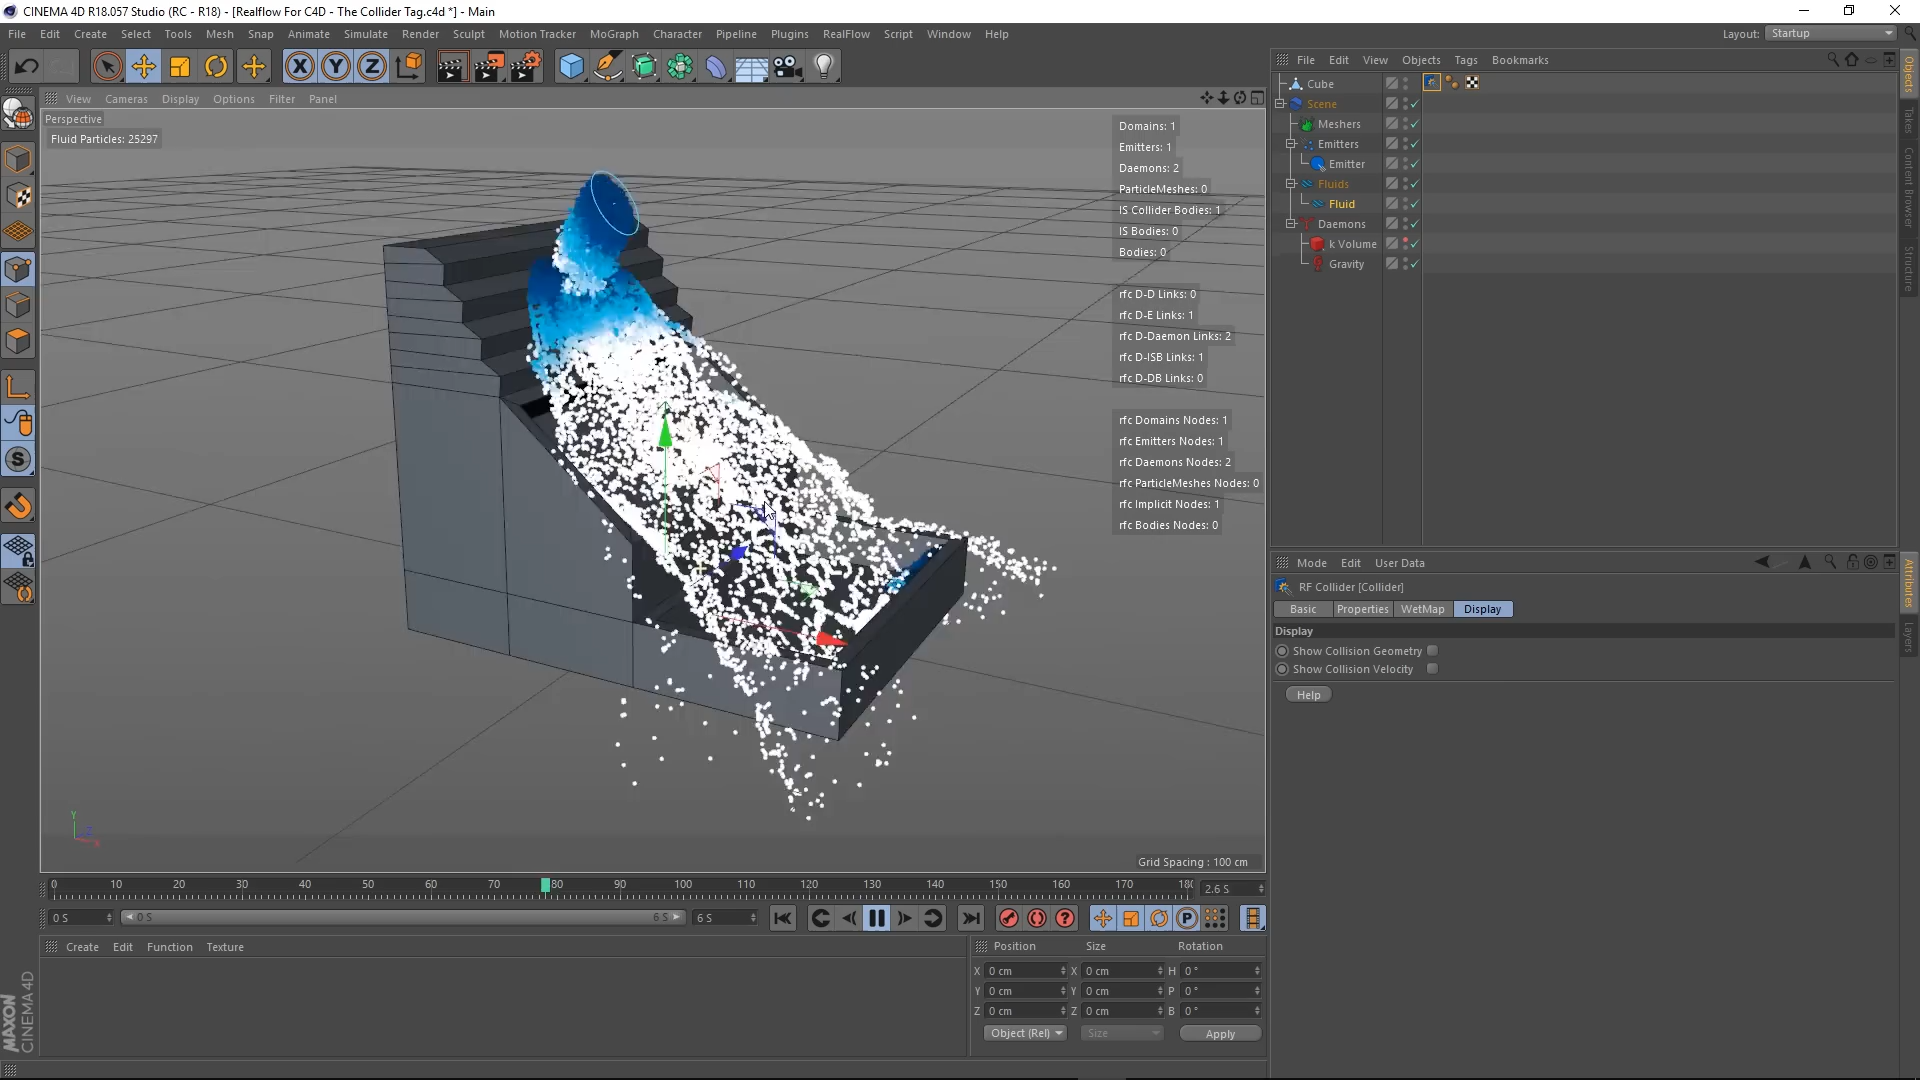 CINEMA 4D R18.057 Studio (RC - R18) - [Realflow For C4D - The Collider Tag.c4d *] - Main
File Edit Create Select Tools Mesh Snap Animate Simulate Render Sculpt Motion Tracker MoGraph Character Pipeline Plugins RealFlow Script Window Help
Layout: Startup
View Cameras Display Options Filter Panel
Perspective
Fluid Particles: 25297
Domains: 1
Emitters: 1
Daemons: 2
ParticleMeshes: 0
IS Collider Bodies: 1
IS Bodies: 0
Bodies: 0
rfc D-D Links: 0
rfc D-E Links: 1
rfc D-Daemon Links: 2
rfc D-ISB Links: 1
rfc D-DB Links: 0
rfc Domains Nodes: 1
rfc Emitters Nodes: 1
rfc Daemons Nodes: 2
rfc ParticleMeshes Nodes: 0
rfc Implicit Nodes: 1
rfc Bodies Nodes: 0
Y
Z
X
Grid Spacing : 100 cm
File Edit View Objects Tags Bookmarks
Cube
Scene
Meshers
Emitters
Emitter
Fluids
Fluid
Daemons
k Volume
Gravity
Objects
Takes
Content Browser
Structure
Mode Edit User Data
RF Collider [Collider]
Basic Properties WetMap Display
Display
Show Collision Geometry
Show Collision Velocity
Help
Attributes
Layers
0 10 20 30 40 50 60 70 80 90 100 110 120 130 140 150 160 170 18
2.6 S
0 S 0 S 6 S 6 S
Create Edit Function Texture
Position Size Rotation
X 0 cm X 0 cm H 0 °
Y 0 cm Y 0 cm P 0 °
Z 0 cm Z 0 cm B 0 °
Object (Rel) Size Apply
MAXON
CINEMA 4D